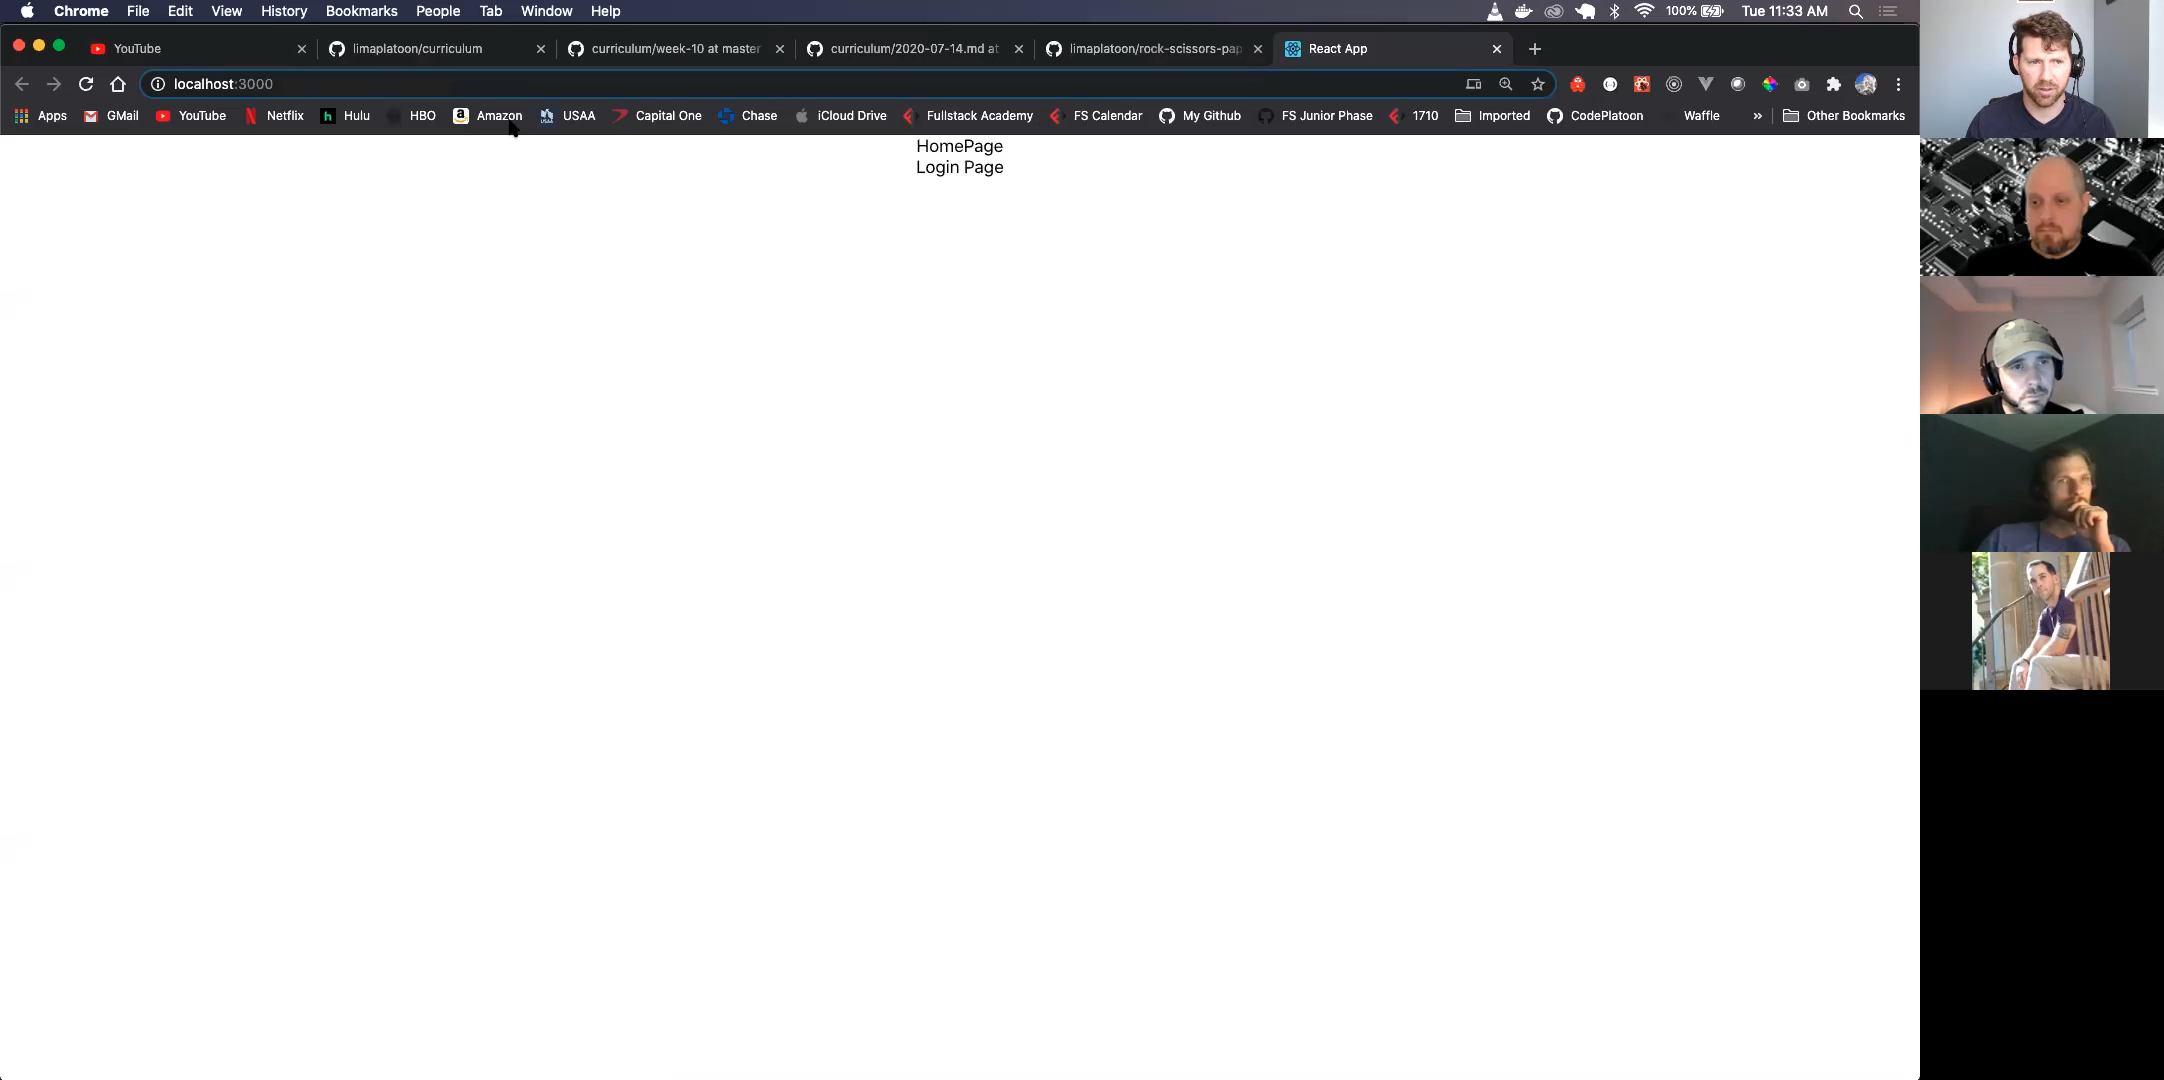 Chrome File Edit View History Bookmarks People Tab Window Help 100% Tue 11:33 AM
YouTube limaplatoon/curriculum curriculum/week-10 at master curriculum/2020-07-14.md at limaplatoon/rock-scissors-pap React App
localhost:3000
Apps GMail YouTube Netflix Hulu HBO Amazon USAA Capital One Chase iCloud Drive Fullstack Academy FS Calendar My Github FS Junior Phase 1710 Imported CodePlatoon Waffle » Other Bookmarks
HomePage
Login Page